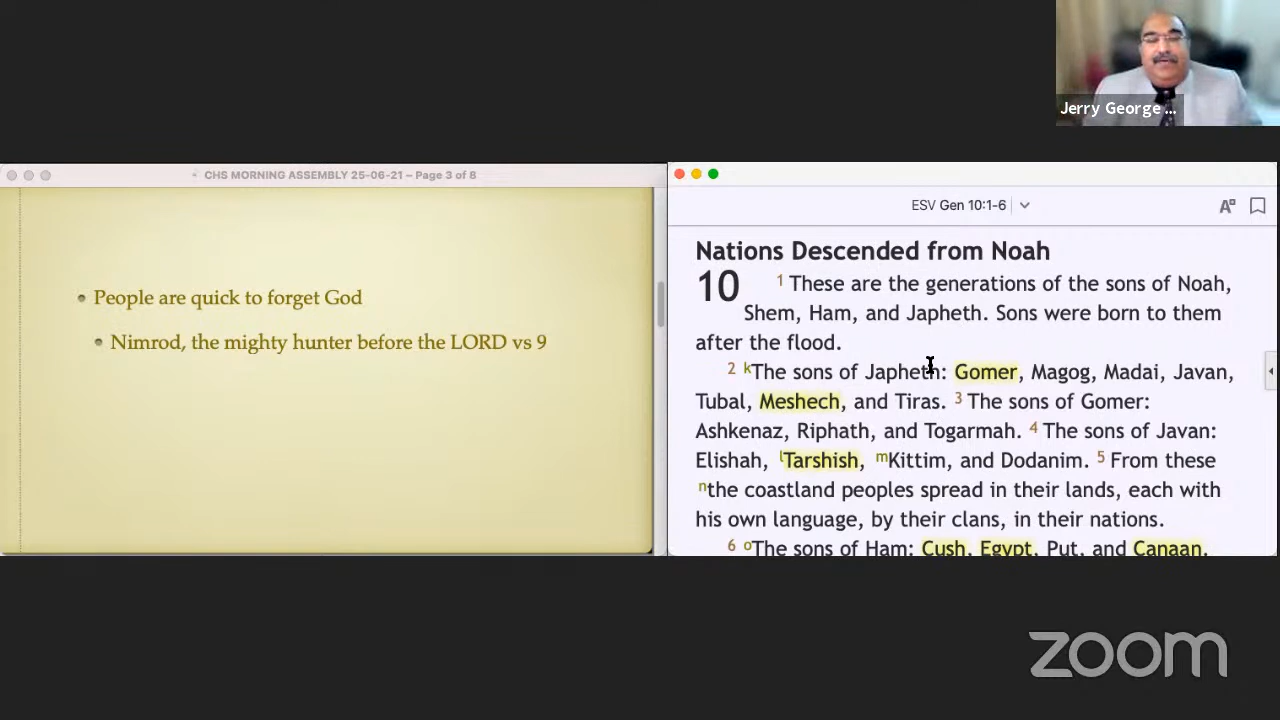 Jerry George ...
CHS MORNING ASSEMBLY 25-06-21 – Page 3 of 8
• People are quick to forget God
• Nimrod, the mighty hunter before the LORD vs 9
ESV Gen 10:1-6
Nations Descended from Noah
10 1 These are the generations of the sons of Noah,
Shem, Ham, and Japheth. Sons were born to them
after the flood.
2 kThe sons of Japheth: Gomer, Magog, Madai, Javan,
Tubal, Meshech, and Tiras. 3 The sons of Gomer:
Ashkenaz, Riphath, and Togarmah. 4 The sons of Javan:
Elishah, lTarshish, mKittim, and Dodanim. 5 From these
nthe coastland peoples spread in their lands, each with
his own language, by their clans, in their nations.
6 oThe sons of Ham: Cush, Egypt, Put, and Canaan.
zoom